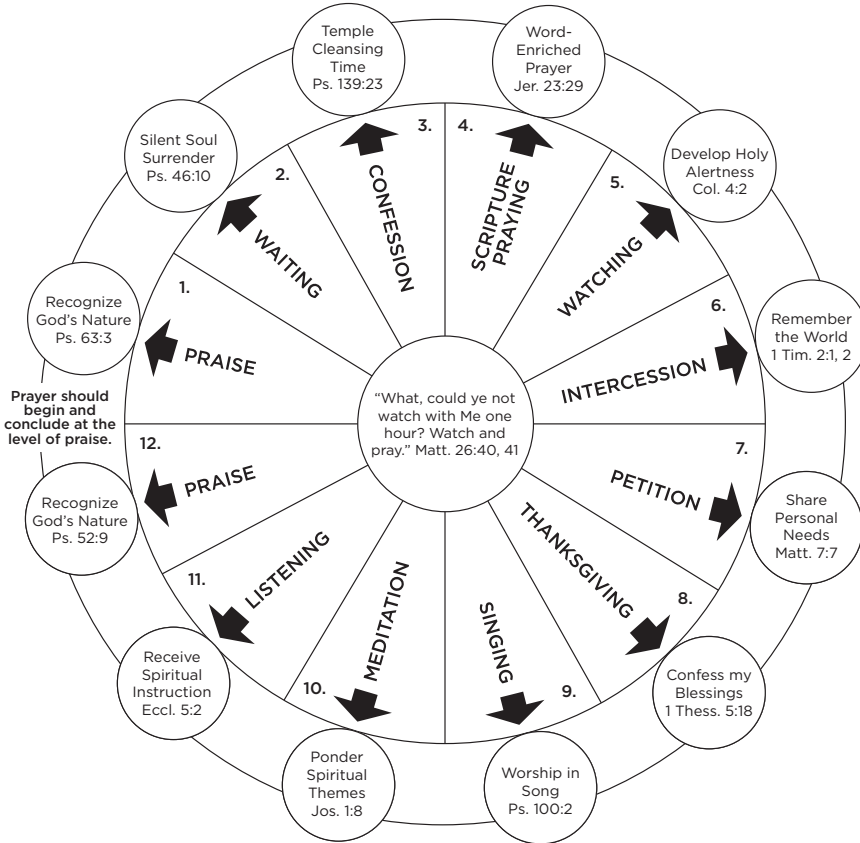 1.
PRAISE
Recognize
God's Nature
Ps. 63:3
2.
WAITING
Silent Soul
Surrender
Ps. 46:10
3.
CONFESSION
Temple
Cleansing
Time
Ps. 139:23
4.
SCRIPTURE
PRAYING
Word-
Enriched
Prayer
Jer. 23:29
5.
WATCHING
Develop Holy
Alertness
Col. 4:2
6.
INTERCESSION
Remember
the World
1 Tim. 2:1, 2
7.
PETITION
Share
Personal
Needs
Matt. 7:7
8.
THANKSGIVING
Confess my
Blessings
1 Thess. 5:18
9.
SINGING
Worship in
Song
Ps. 100:2
10.
MEDITATION
Ponder
Spiritual
Themes
Jos. 1:8
11.
LISTENING
Receive
Spiritual
Instruction
Eccl. 5:2
12.
PRAISE
Recognize
God's Nature
Ps. 52:9
Prayer should
begin and
conclude at the
level of praise.
“What, could ye not
watch with Me one
hour? Watch and
pray.” Matt. 26:40, 41